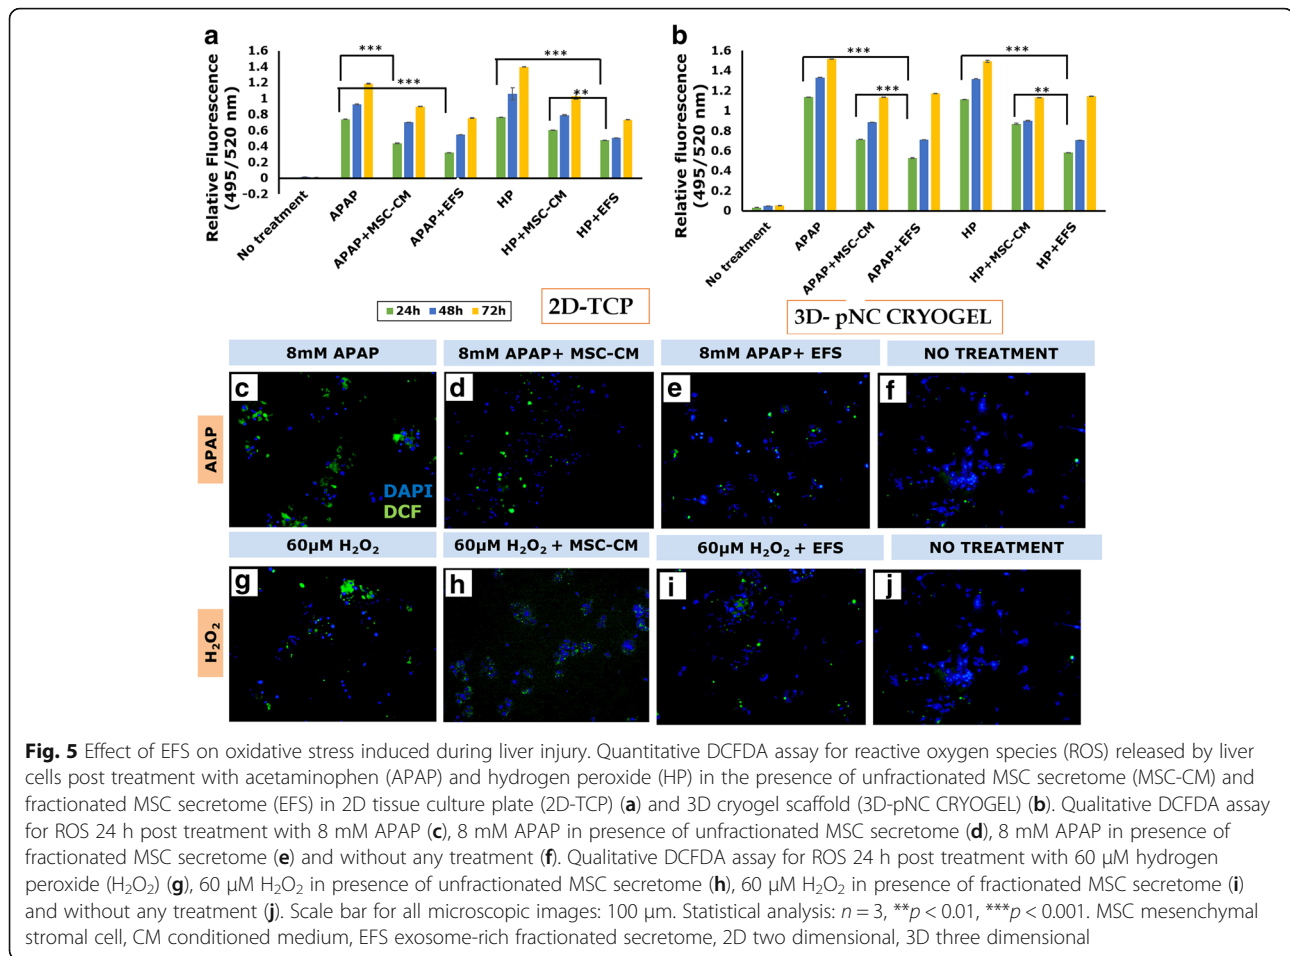 a
Relative Fluorescence
(495/520 nm)
1.6
1.4
1.2
1
0.8
0.6
0.4
0.2
0
-0.2
***
***
***
**
No treatment
APAP
APAP+MSC-CM
APAP+EFS
HP
HP+MSC-CM
HP+EFS
b
Relative fluorescence
(495/520 nm)
1.6
1.4
1.2
1
0.8
0.6
0.4
0.2
0
***
***
***
**
No treatment
APAP
APAP+MSC-CM
APAP+EFS
HP
HP+MSC-CM
HP+EFS
24h 48h 72h
2D-TCP
3D- pNC CRYOGEL
8mM APAP
8mM APAP+ MSC-CM
8mM APAP+ EFS
NO TREATMENT
APAP
c
DAPI
DCF
d
e
f
60µM H₂O₂
60µM H₂O₂ + MSC-CM
60µM H₂O₂ + EFS
NO TREATMENT
H₂O₂
g
h
i
j
Fig. 5 Effect of EFS on oxidative stress induced during liver injury. Quantitative DCFDA assay for reactive oxygen species (ROS) released by liver
cells post treatment with acetaminophen (APAP) and hydrogen peroxide (HP) in the presence of unfractionated MSC secretome (MSC-CM) and
fractionated MSC secretome (EFS) in 2D tissue culture plate (2D-TCP) (a) and 3D cryogel scaffold (3D-pNC CRYOGEL) (b). Qualitative DCFDA assay
for ROS 24 h post treatment with 8 mM APAP (c), 8 mM APAP in presence of unfractionated MSC secretome (d), 8 mM APAP in presence of
fractionated MSC secretome (e) and without any treatment (f). Qualitative DCFDA assay for ROS 24 h post treatment with 60 μM hydrogen
peroxide (H₂O₂) (g), 60 μM H₂O₂ in presence of unfractionated MSC secretome (h), 60 μM H₂O₂ in presence of fractionated MSC secretome (i)
and without any treatment (j). Scale bar for all microscopic images: 100 μm. Statistical analysis: n = 3, **p < 0.01, ***p < 0.001. MSC mesenchymal
stromal cell, CM conditioned medium, EFS exosome-rich fractionated secretome, 2D two dimensional, 3D three dimensional